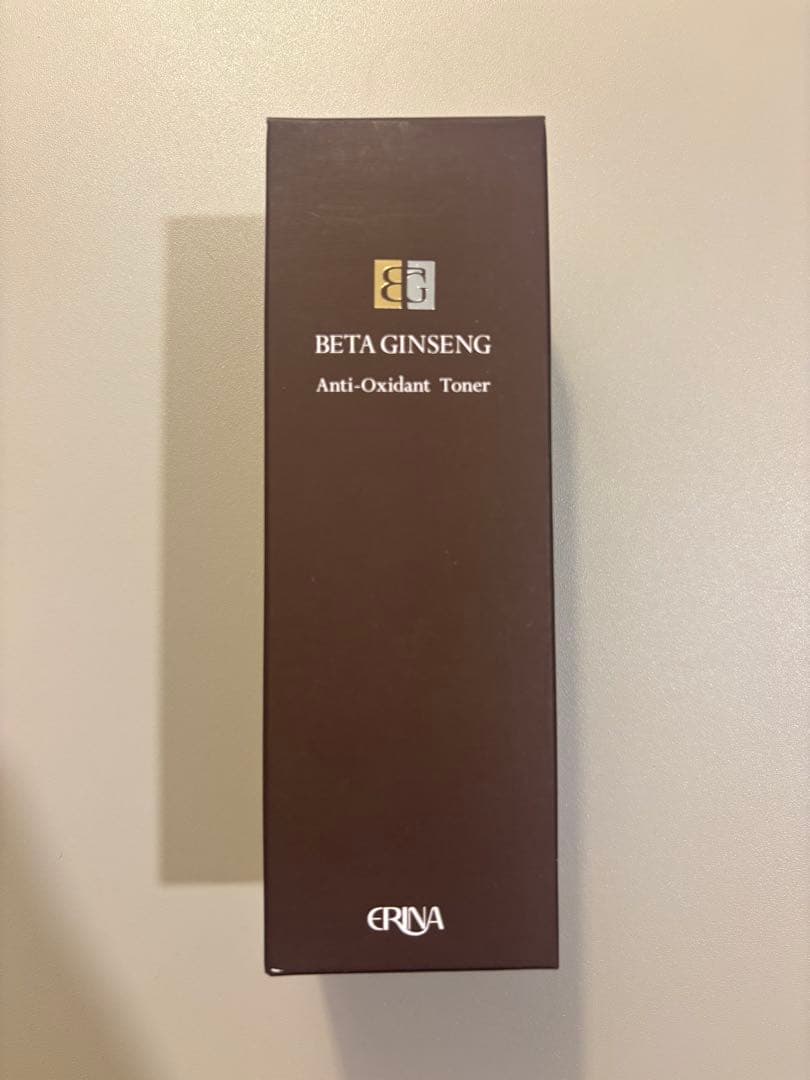 BG
BETA GINSENG
Anti-Oxidant Toner
ERINA